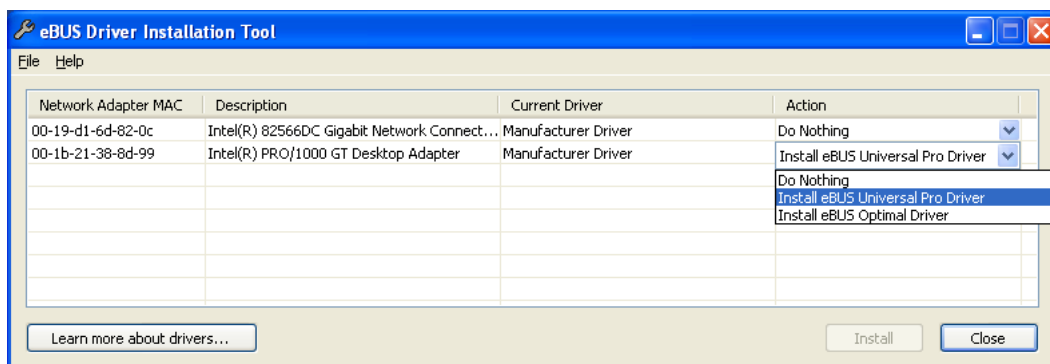 eBUS Driver Installation Tool
File Help
Network Adapter MAC Description Current Driver Action
00-19-d1-6d-82-0c Intel(R) 82566DC Gigabit Network Connect... Manufacturer Driver Do Nothing
00-1b-21-38-8d-99 Intel(R) PRO/1000 GT Desktop Adapter Manufacturer Driver Install eBUS Universal Pro Driver
Do Nothing
Install eBUS Universal Pro Driver
Install eBUS Optimal Driver
Learn more about drivers... Install Close